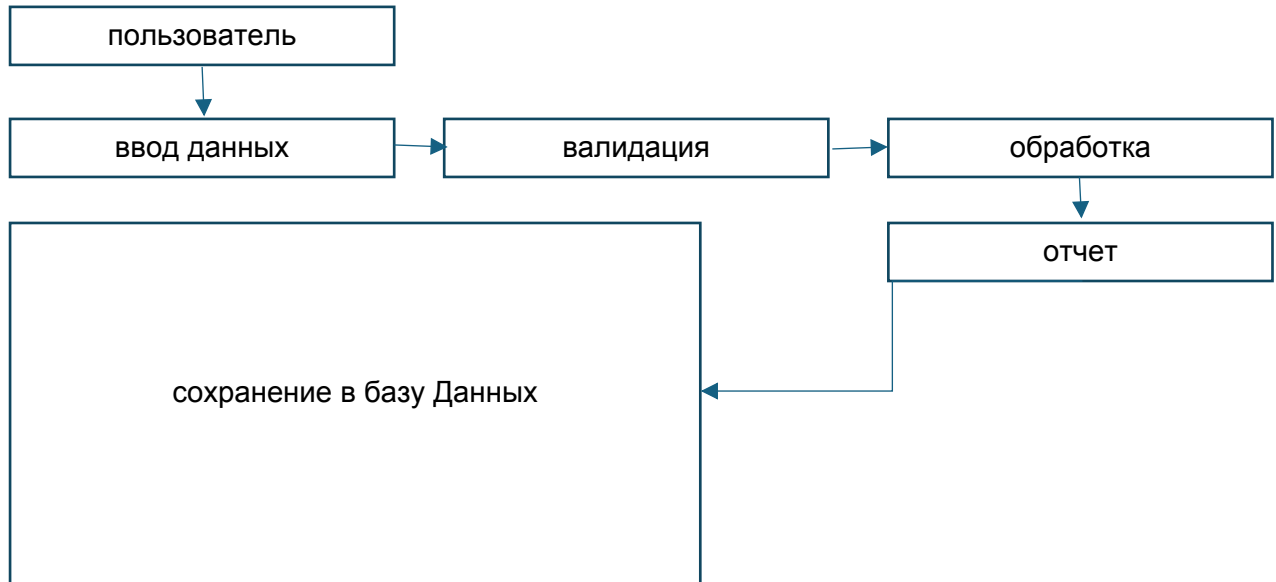 пользователь
ввод данных
валидация
обработка
отчет
сохранение в базу Данных